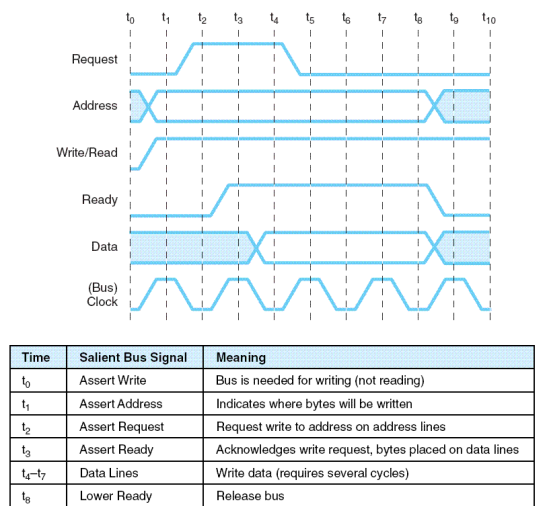 t0 t1 t2 t3 t4 t5 t6 t7 t8 t9 t10
Request
Address
Write/Read
Ready
Data
(Bus)
Clock
Time Salient Bus Signal Meaning
t0 Assert Write Bus is needed for writing (not reading)
t1 Assert Address Indicates where bytes will be written
t2 Assert Request Request write to address on address lines
t3 Assert Ready Acknowledges write request, bytes placed on data lines
t4–t7 Data Lines Write data (requires several cycles)
t8 Lower Ready Release bus